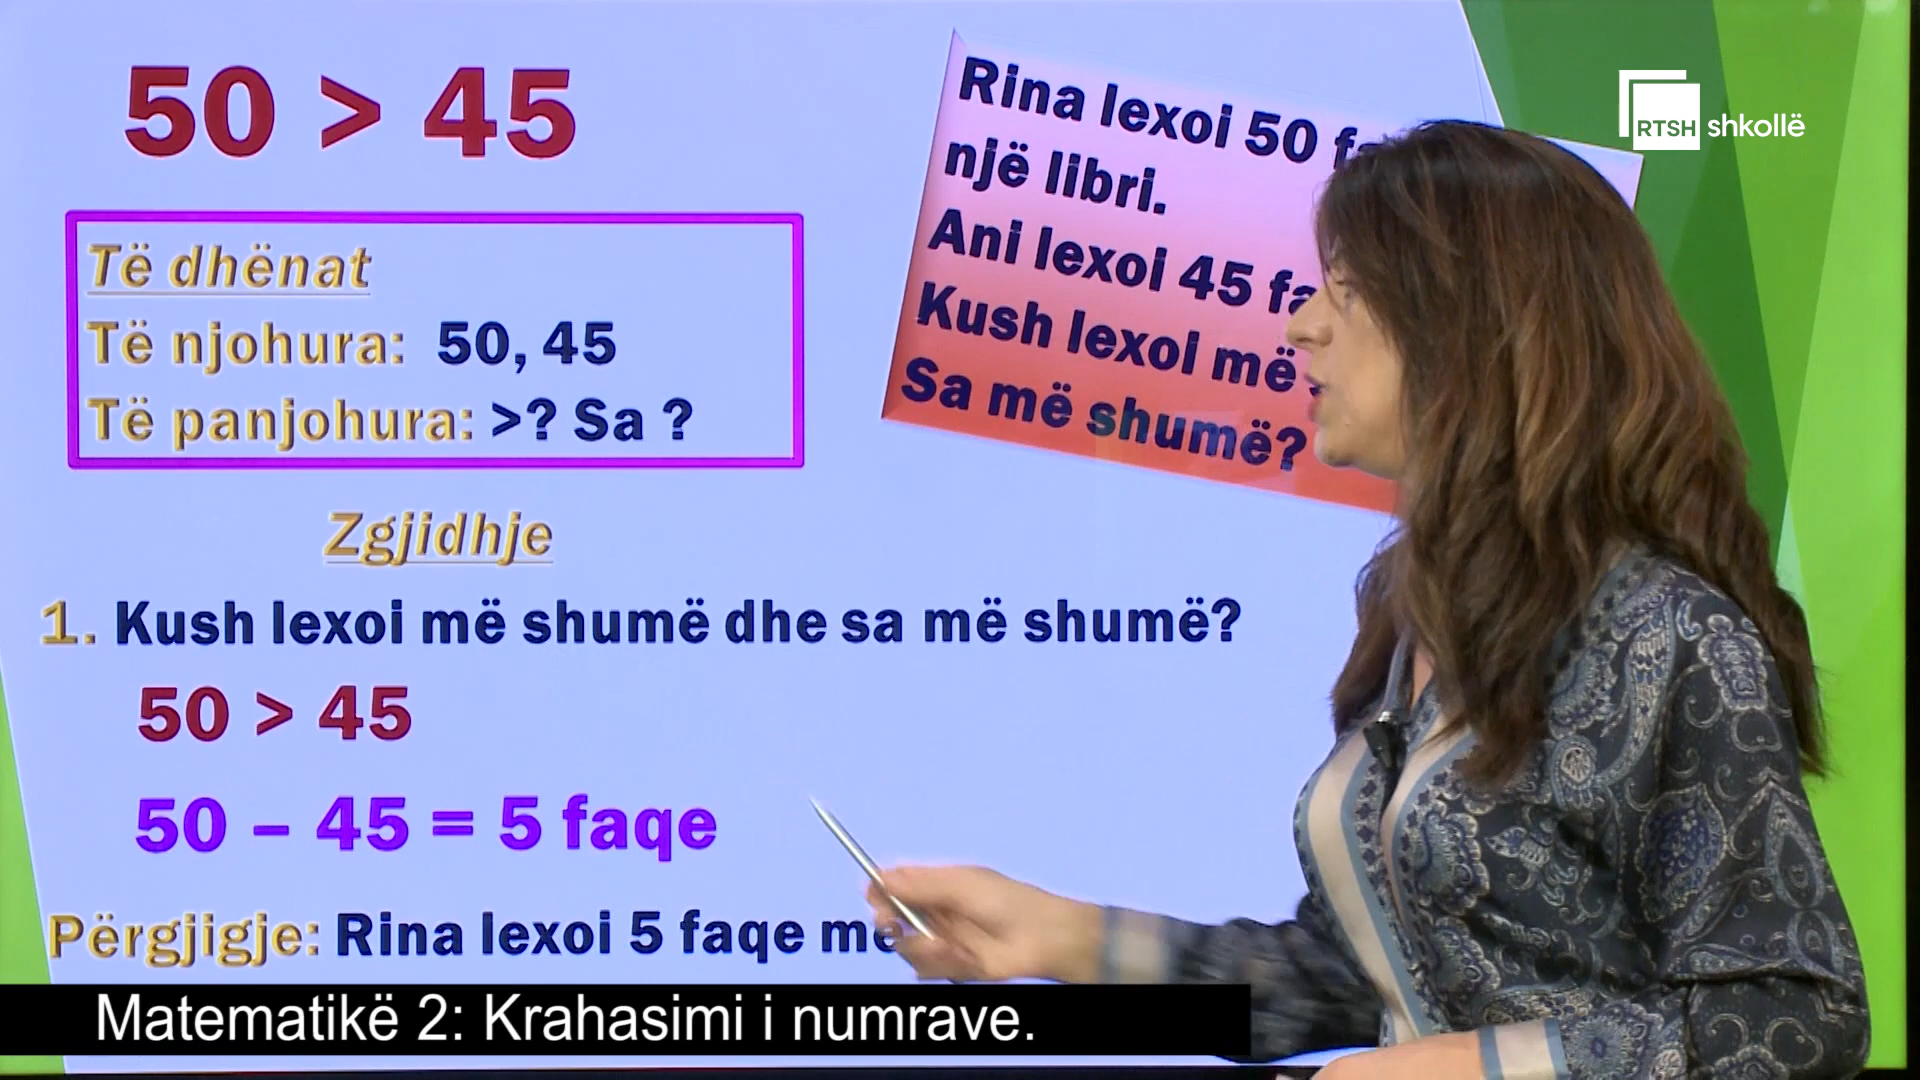 50 > 45
Rina lexoi 50
një libri.
Ani lexoi 45
Kush lexoi më
Sa më shumë?
RTSH shkollë
Të dhënat
Të njohura: 50, 45
Të panjohura: >? Sa ?
Zgjidhje
1. Kush lexoi më shumë dhe sa më shumë?
50 > 45
50 – 45 = 5 faqe
Përgjigje: Rina lexoi 5 faqe më
Matematikë 2: Krahasimi i numrave.